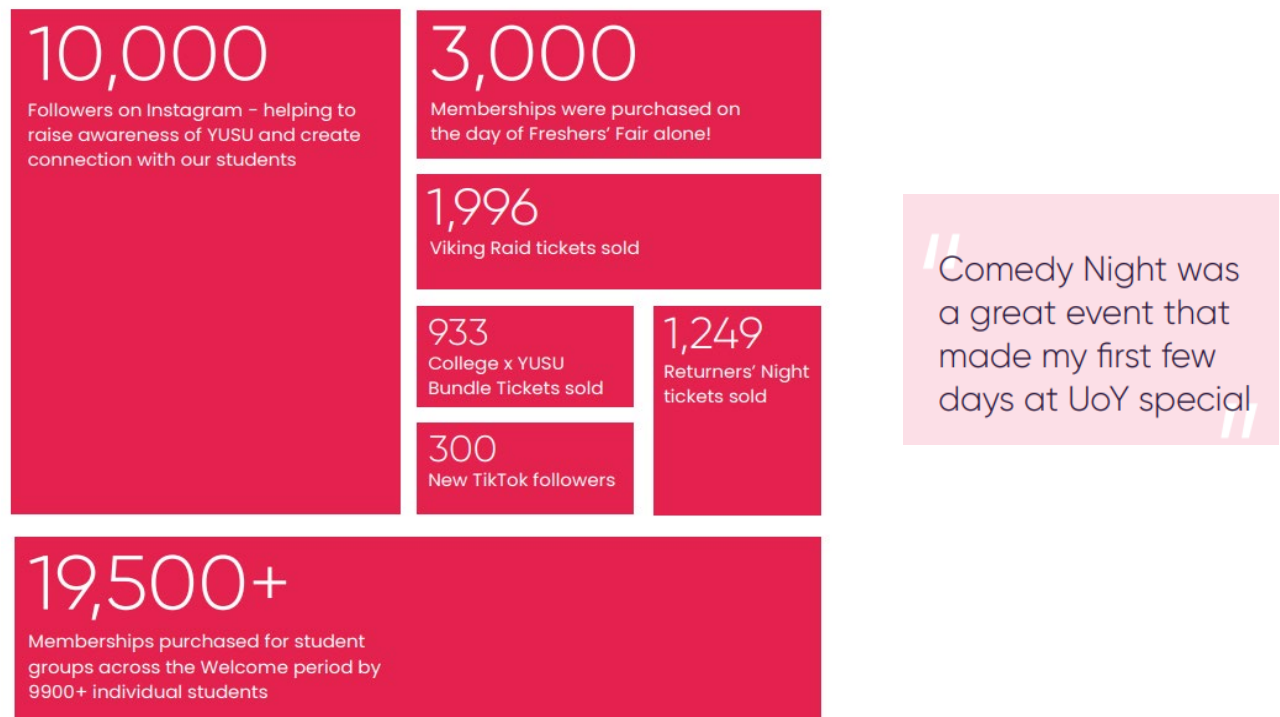 10,000
Followers on Instagram - helping to
raise awareness of YUSU and create
connection with our students
3,000
Memberships were purchased on
the day of Freshers' Fair alone!
1,996
Viking Raid tickets sold
933
College x YUSU
Bundle Tickets sold
1,249
Returners' Night
tickets sold
300
New TikTok followers
19,500+
Memberships purchased for student
groups across the Welcome period by
9900+ individual students
"Comedy Night was
a great event that
made my first few
days at UoY special"